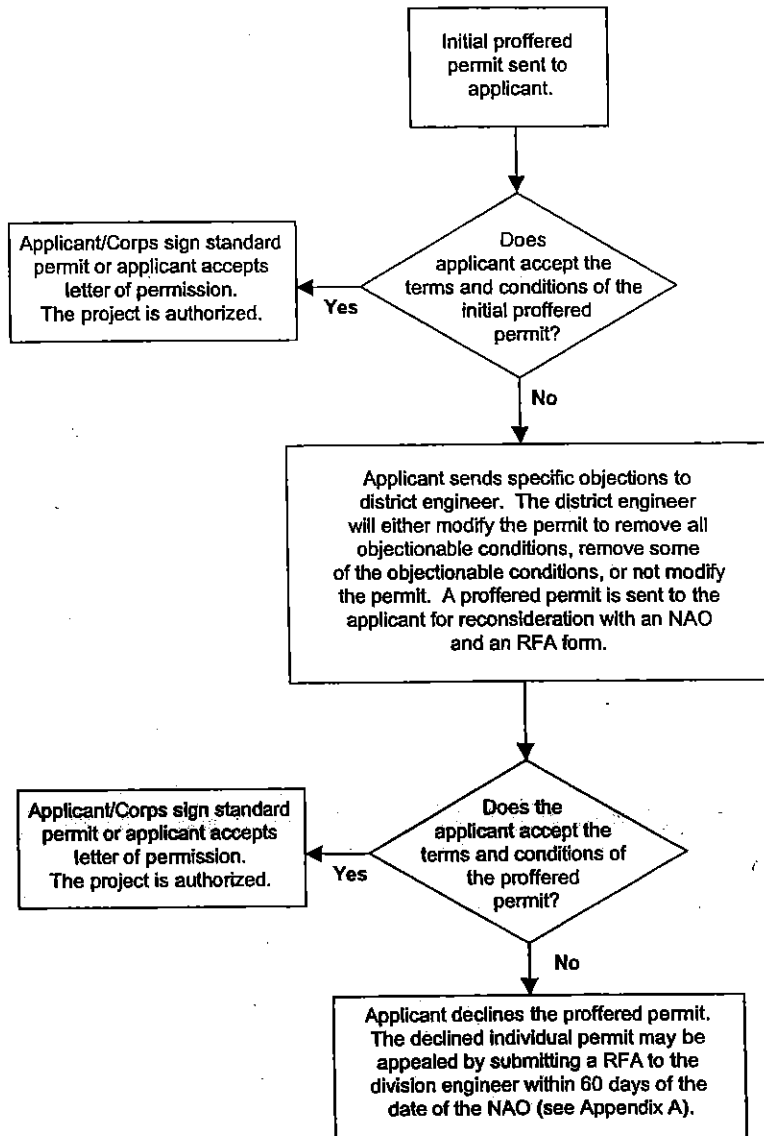 Initial proffered
permit sent to
applicant.
Does
applicant accept the
terms and conditions of the
initial proffered
permit?
Yes
Applicant/Corps sign standard
permit or applicant accepts
letter of permission.
The project is authorized.
No
Applicant sends specific objections to
district engineer. The district engineer
will either modify the permit to remove all
objectionable conditions, remove some
of the objectionable conditions, or not modify
the permit. A proffered permit is sent to the
applicant for reconsideration with an NAO
and an RFA form.
Does the
applicant accept the
terms and conditions of
the proffered
permit?
Yes
Applicant/Corps sign standard
permit or applicant accepts
letter of permission.
The project is authorized.
No
Applicant declines the proffered permit.
The declined individual permit may be
appealed by submitting a RFA to the
division engineer within 60 days of the
date of the NAO (see Appendix A).